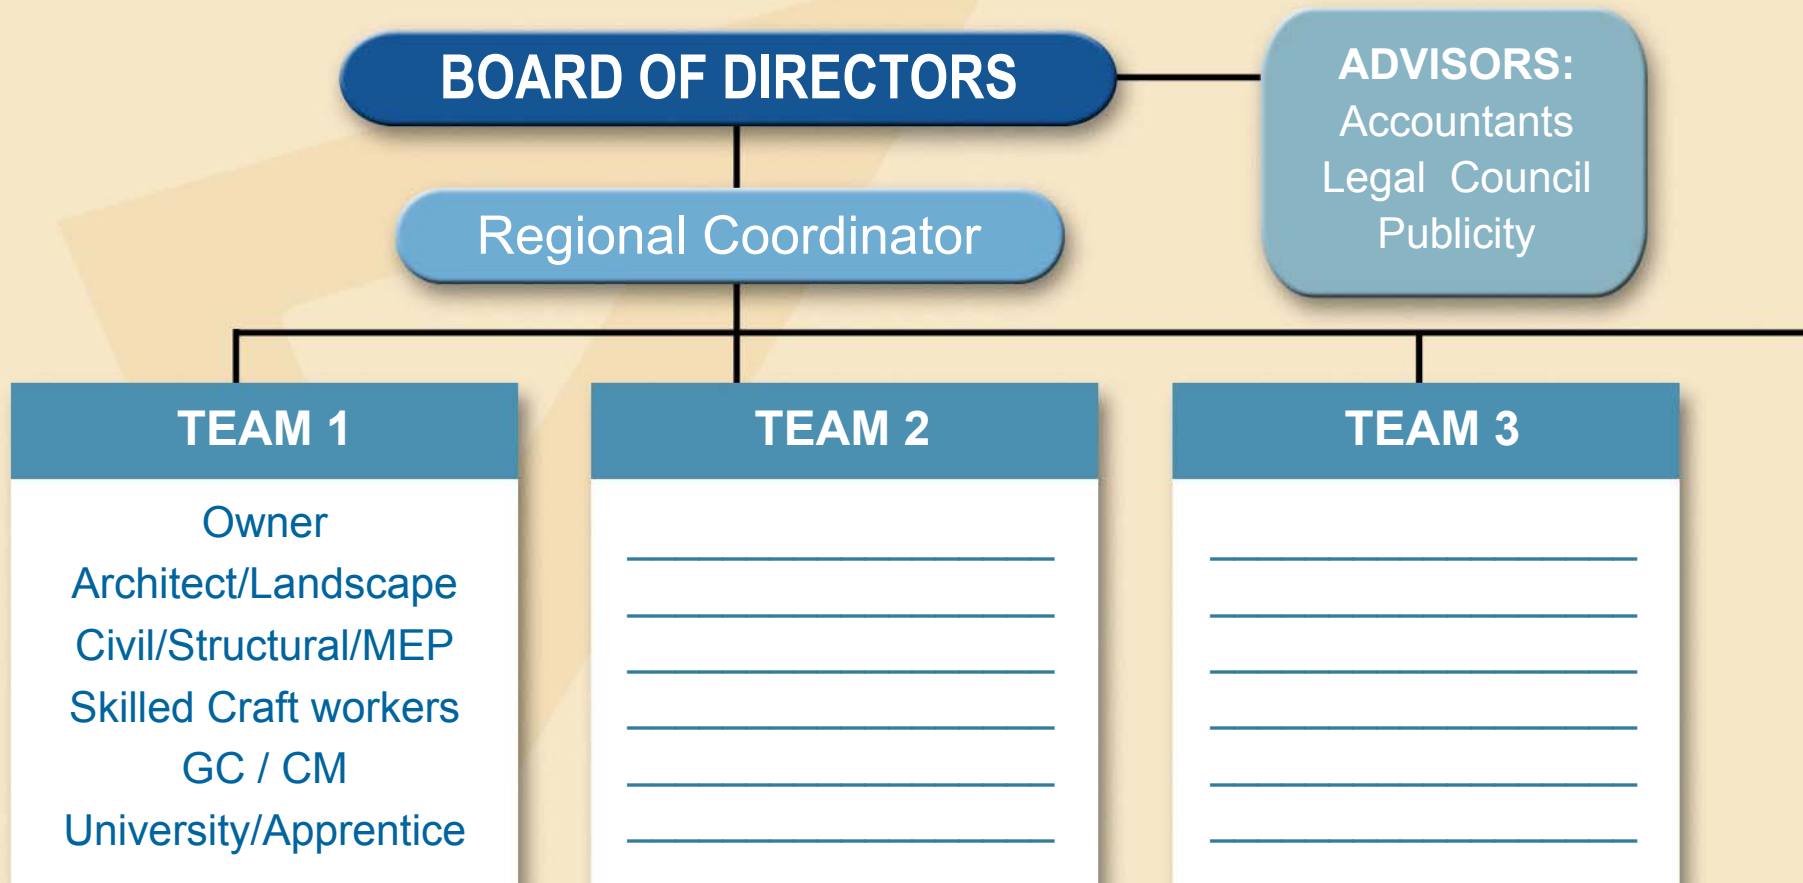 BOARD OF DIRECTORS
ADVISORS:
Accountants
Legal Council
Publicity
Regional Coordinator
TEAM 1
Owner
Architect/Landscape
Civil/Structural/MEP
Skilled Craft workers
GC / CM
University/Apprentice
TEAM 2
TEAM 3